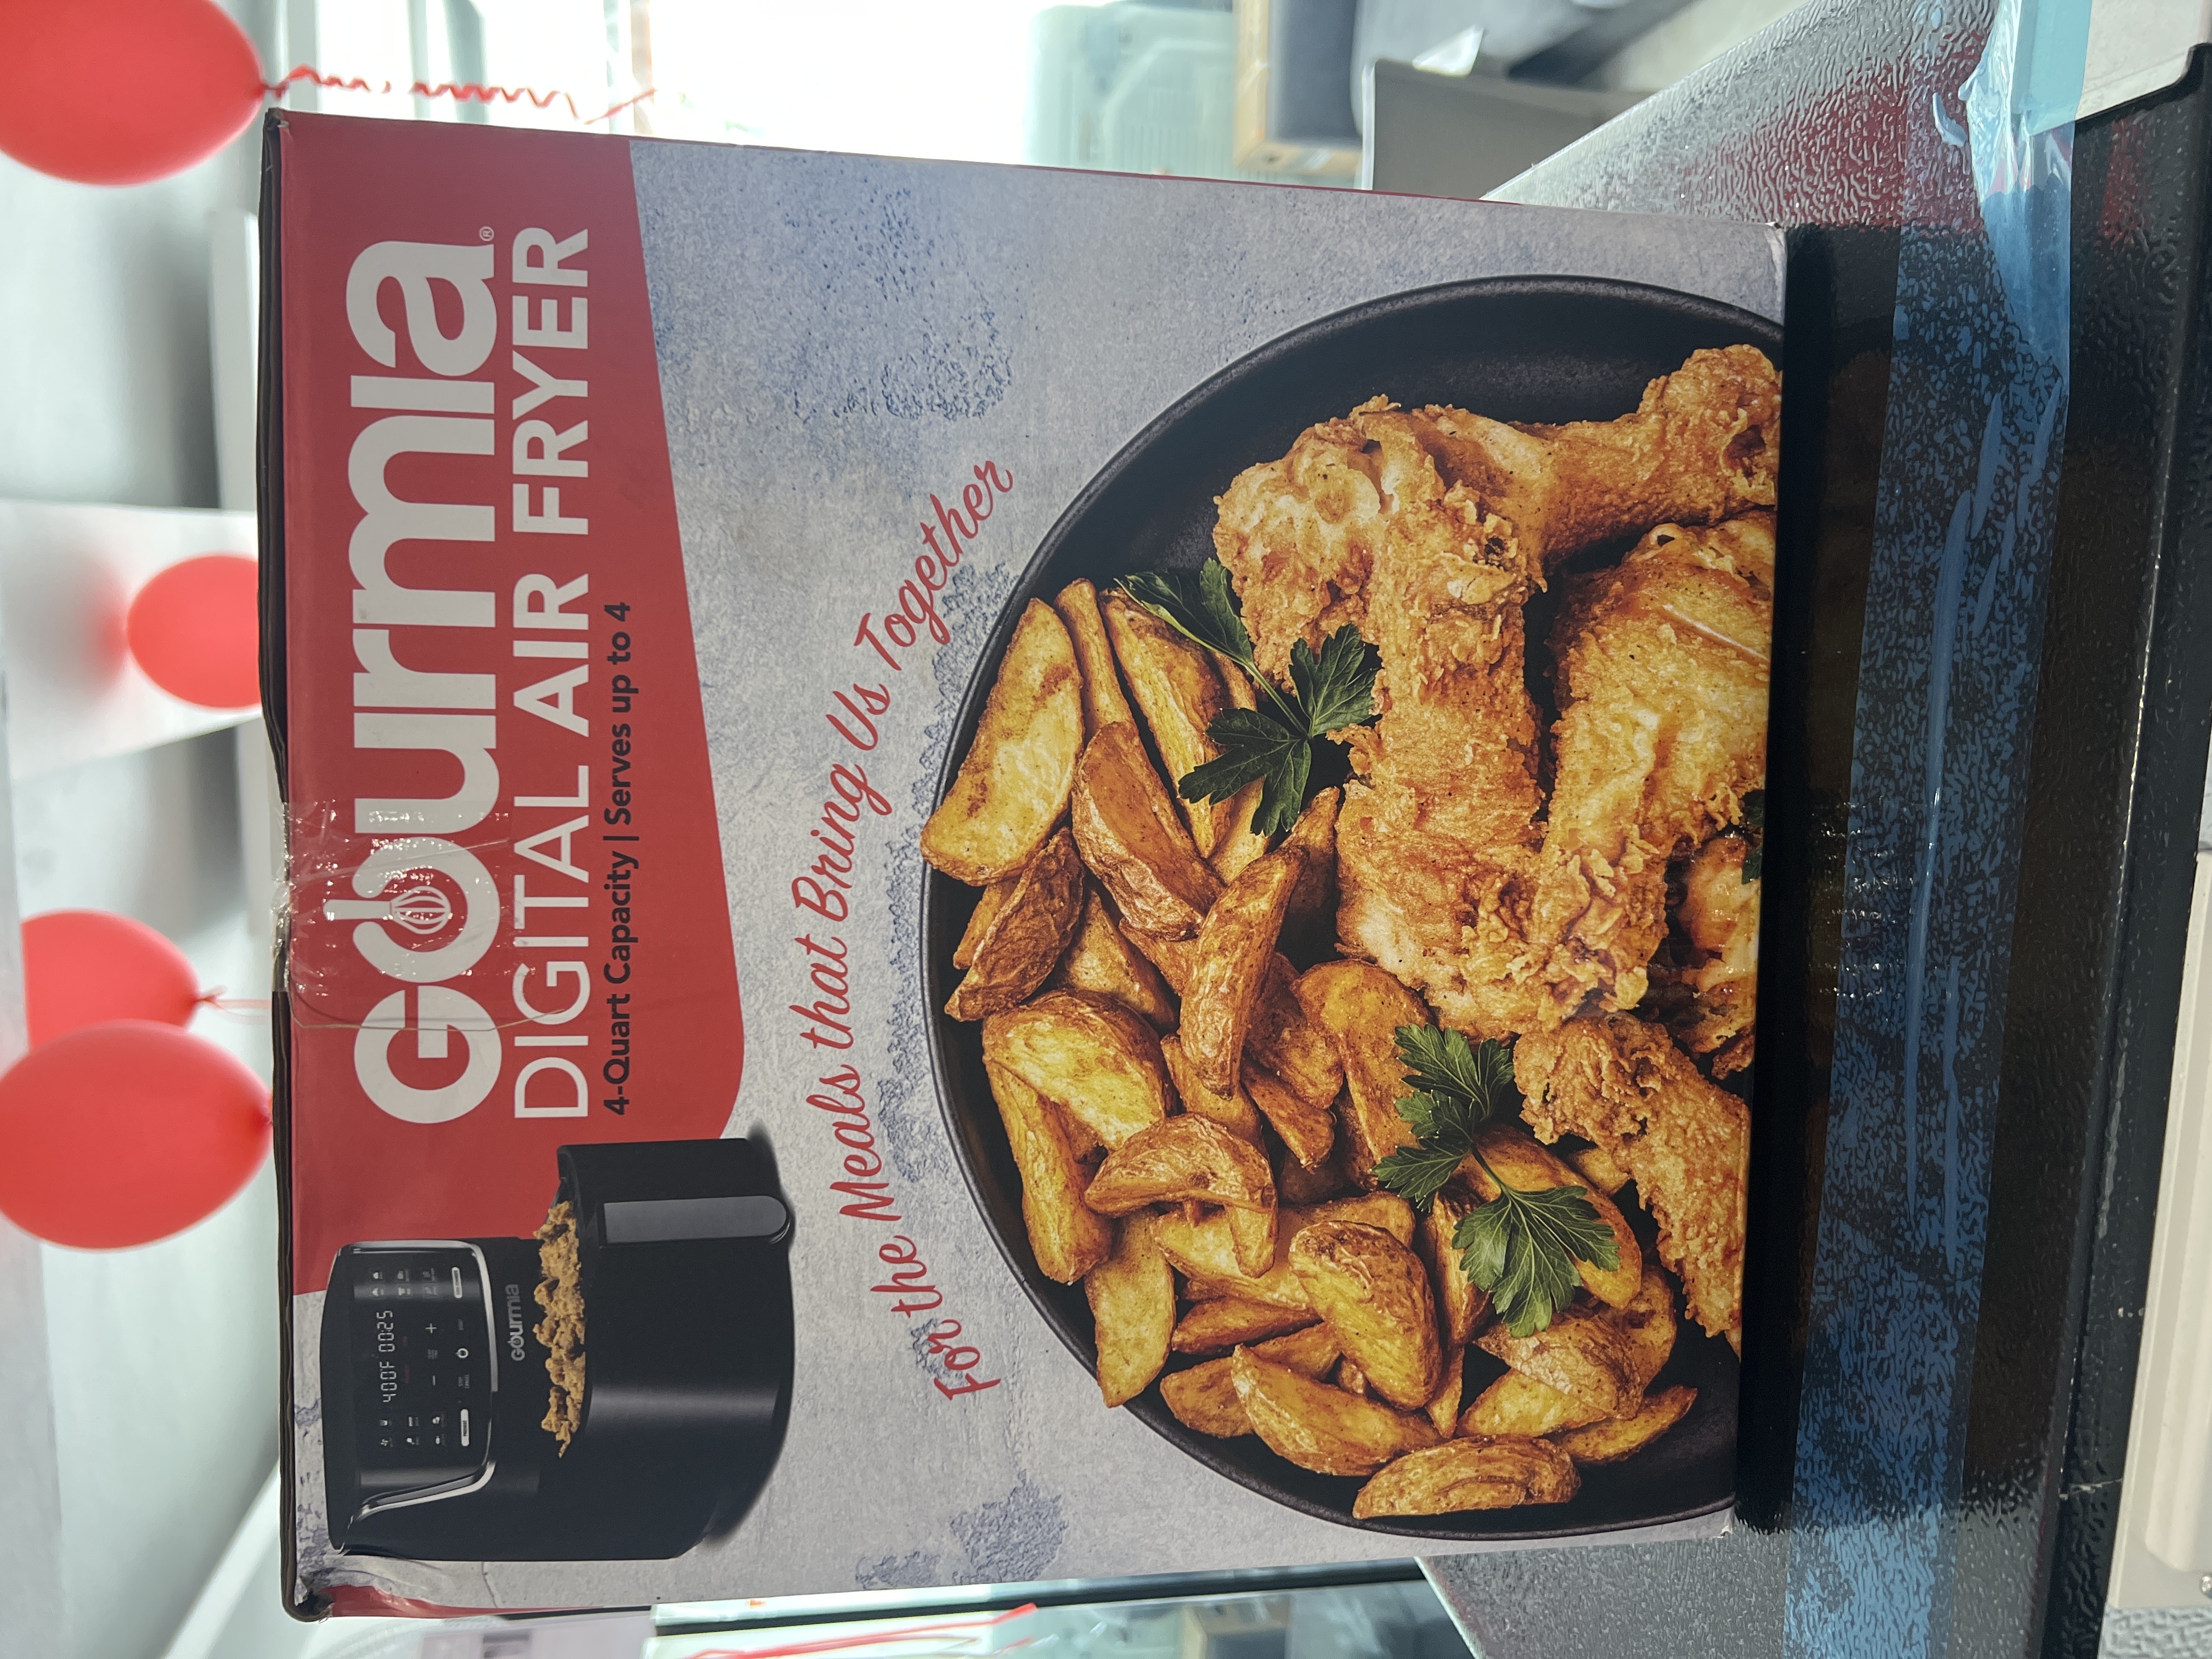 Gourmia®
DIGITAL AIR FRYER
4-Quart Capacity | Serves up to 4
400°F 0025
Gourmia
For the Meals that Bring Us Together